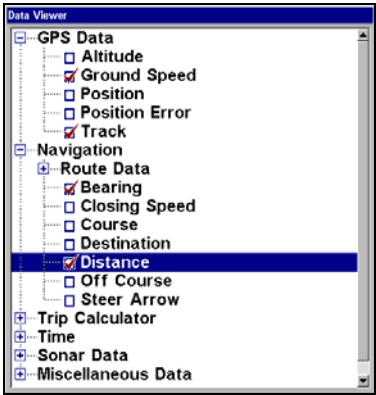 Data Viewer
GPS Data
Altitude
Ground Speed
Position
Position Error
Track
Navigation
Route Data
Bearing
Closing Speed
Course
Destination
Distance
Off Course
Steer Arrow
Trip Calculator
Time
Sonar Data
Miscellaneous Data